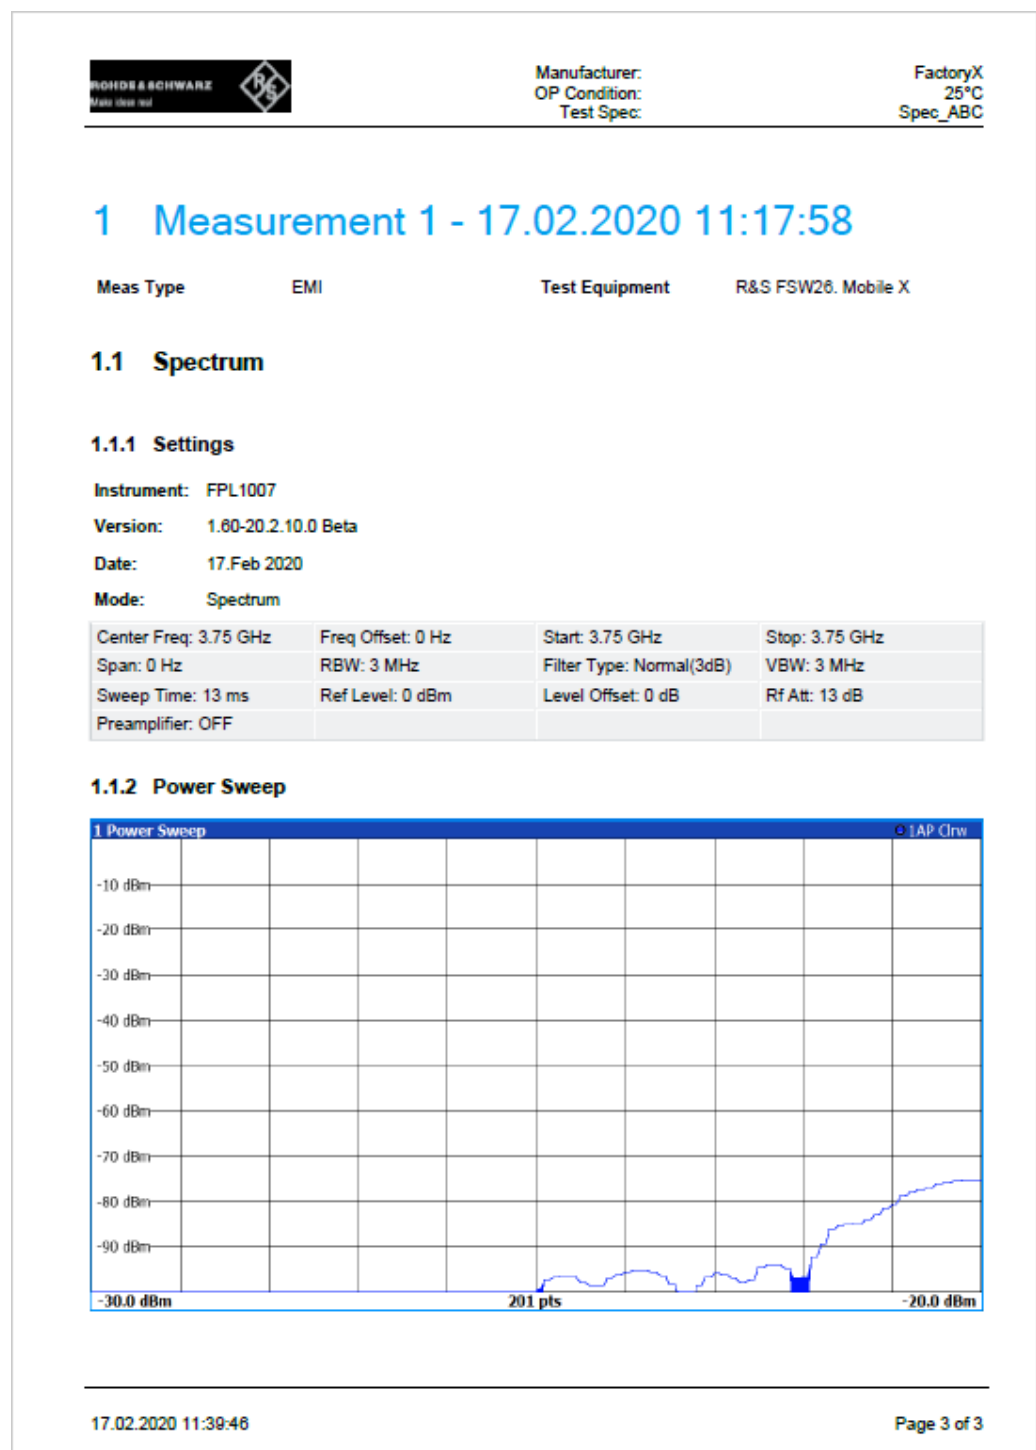 ROHDE & SCHWARZ
Make ideas real
Manufacturer: FactoryX
OP Condition: 25°C
Test Spec: Spec_ABC
1 Measurement 1 - 17.02.2020 11:17:58
Meas Type EMI Test Equipment R&S FSW26. Mobile X
1.1 Spectrum
1.1.1 Settings
Instrument: FPL1007
Version: 1.60-20.2.10.0 Beta
Date: 17.Feb 2020
Mode: Spectrum
Center Freq: 3.75 GHz Freq Offset: 0 Hz Start: 3.75 GHz Stop: 3.75 GHz
Span: 0 Hz RBW: 3 MHz Filter Type: Normal(3dB) VBW: 3 MHz
Sweep Time: 13 ms Ref Level: 0 dBm Level Offset: 0 dB Rf Att: 13 dB
Preamplifier: OFF
1.1.2 Power Sweep
1 Power Sweep 1AP Clrw
-10 dBm
-20 dBm
-30 dBm
-40 dBm
-50 dBm
-60 dBm
-70 dBm
-80 dBm
-90 dBm
-30.0 dBm 201 pts -20.0 dBm
17.02.2020 11:39:46 Page 3 of 3